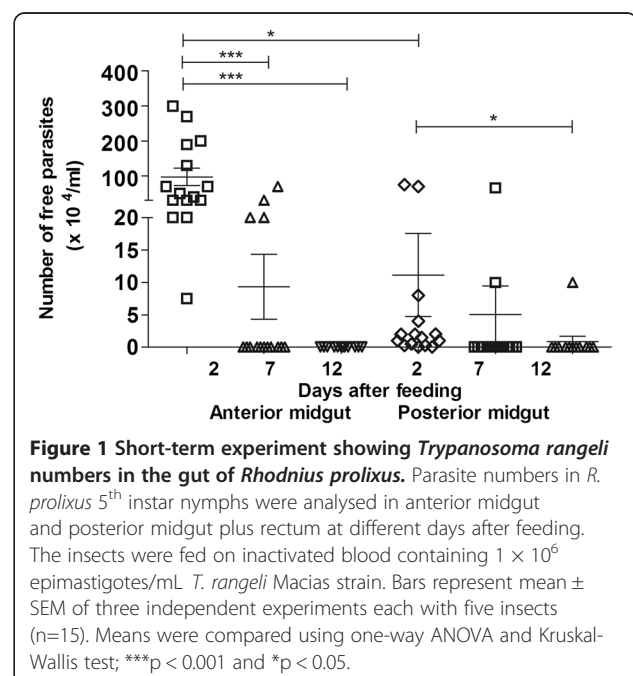 *
***
***
*
400
300
200
100
20
15
10
5
0
Number of free parasites
(x 10⁴/ml)
2 7 12 2 7 12
Days after feeding
Anterior midgut Posterior midgut
Figure 1 Short-term experiment showing Trypanosoma rangeli
numbers in the gut of Rhodnius prolixus. Parasite numbers in R.
prolixus 5th instar nymphs were analysed in anterior midgut
and posterior midgut plus rectum at different days after feeding.
The insects were fed on inactivated blood containing 1 × 10⁶
epimastigotes/mL T. rangeli Macias strain. Bars represent mean ±
SEM of three independent experiments each with five insects
(n=15). Means were compared using one-way ANOVA and Kruskal-
Wallis test; ***p < 0.001 and *p < 0.05.